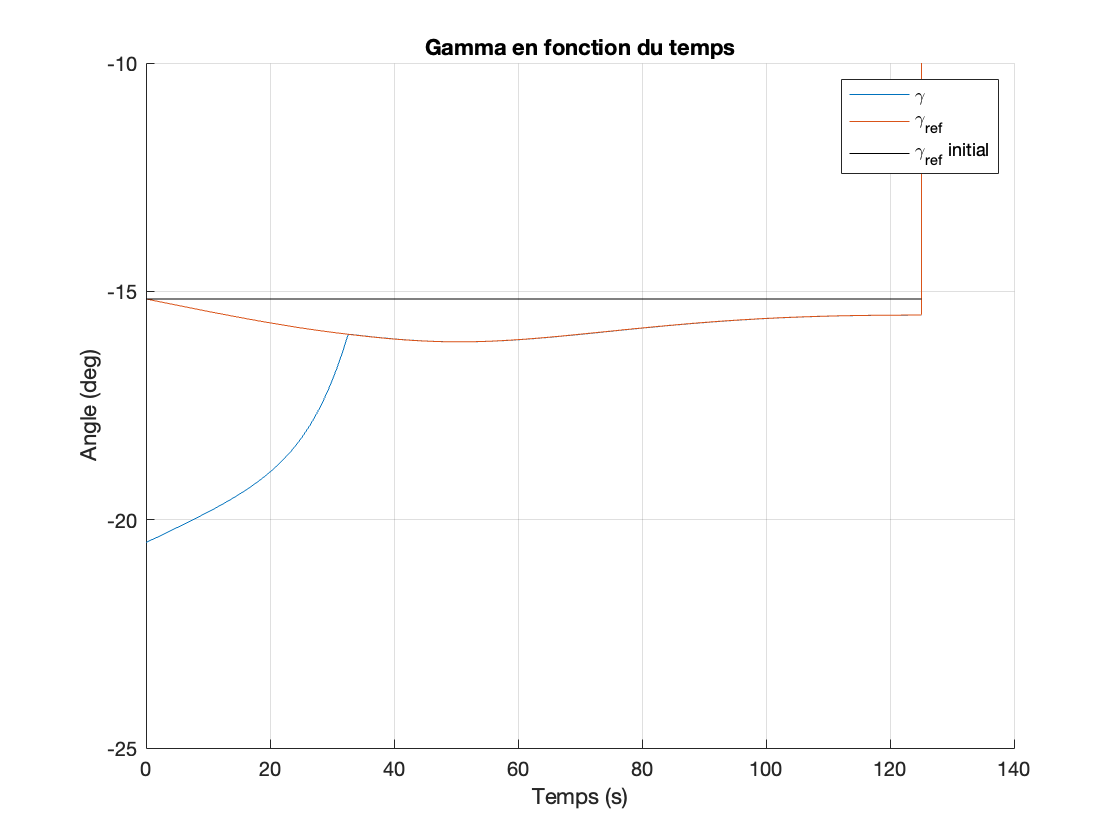 Gamma en fonction du temps
γ
γref
γref initial
Angle (deg)
-10
-15
-20
-25
0 20 40 60 80 100 120 140
Temps (s)